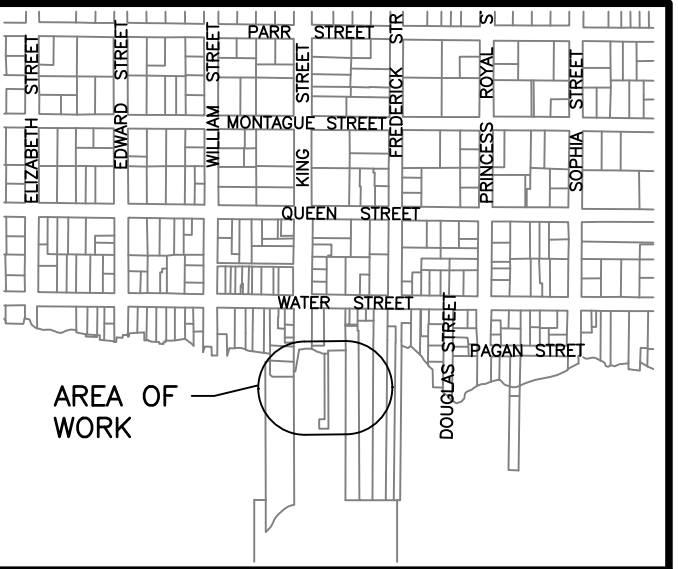 PARR STREET
MONTAGUE STREET
QUEEN STREET
WATER STREET
PAGAN STREET
ELIZABETH STREET
EDWARD STREET
WILLIAM STREET
KING STREET
FREDERICK STR
PRINCESS ROYAL S
SOPHIA STREET
DOUGLAS STREET
AREA OF
WORK